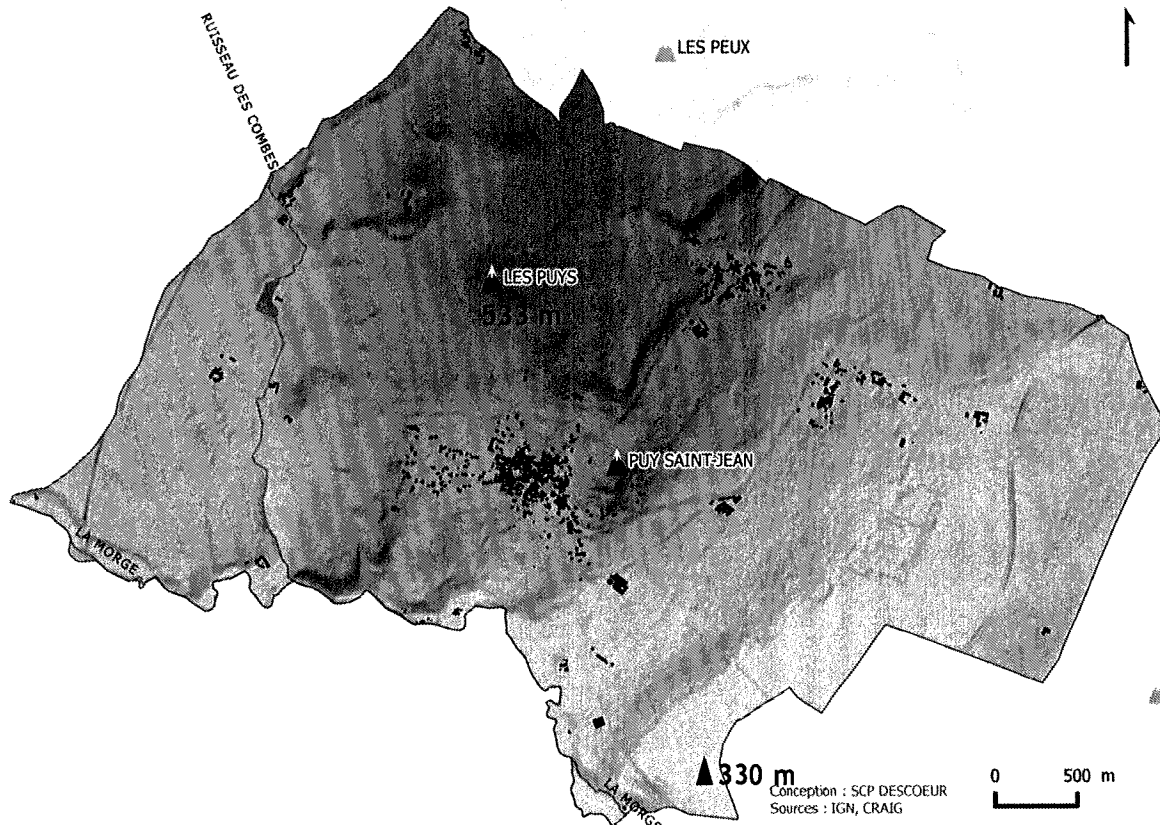 RUISSEAU DES COMBES
LES PEUX
LES PUYS
533 m
PUY SAINT-JEAN
LA MORGE
330 m
LA MORGE
Conception : SCP DESCOEUR
Sources : IGN, CRAIG
0 500 m